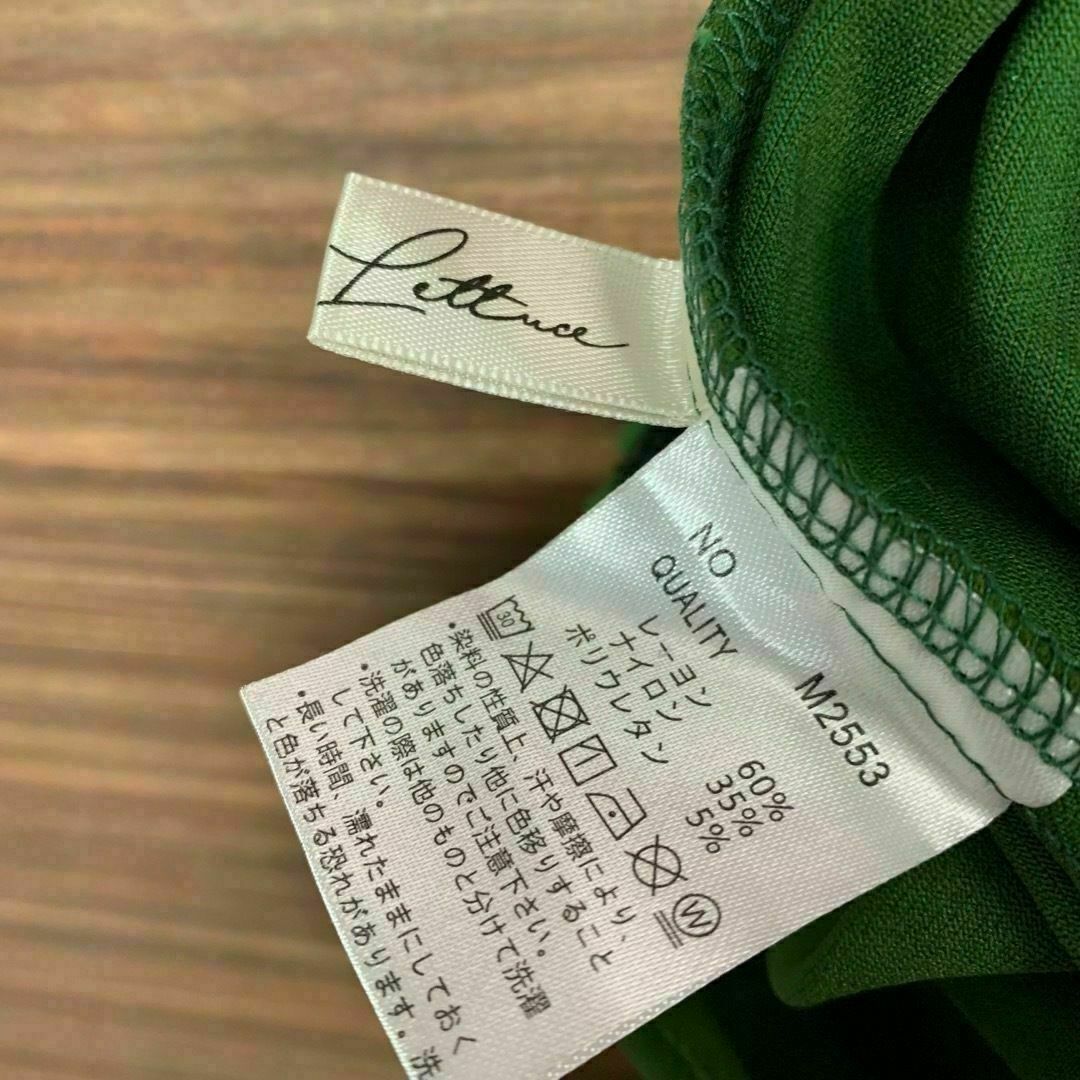 Lettuce
NO M2553
QUALITY
レーヨン 60%
ナイロン 35%
ポリウレタン 5%
30
W
•染料の性質上、汗や摩擦により、
色落ちしたり他に色移りすること
がありますのでご注意下さい。
•洗濯の際は他のものと分けて洗濯
して下さい。
•長い時間、濡れたままにしておく
と色が落ちる恐れがあります。洗